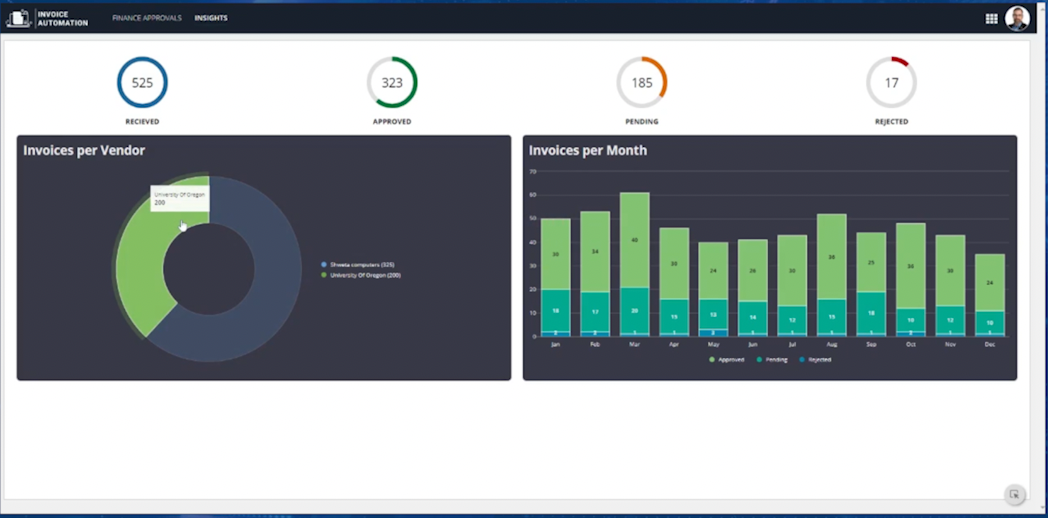 INVOICE
AUTOMATION
FINANCE APPROVALS
INSIGHTS
525
323
185
17
RECIEVED
APPROVED
PENDING
REJECTED
Invoices per Vendor
University Of Oregon
200
Shweta computers (325)
University Of Oregon (200)
Invoices per Month
70
60
50
40
30
20
10
0
30 34 40 30 24 26 30 36 25 36 30 24
18 17 20 15 13 14 12 15 18 10 12 10
2 2 1 1 3 1 1 1 1 2 1 1
Jan Feb Mar Apr May Jun Jul Aug Sep Oct Nov Dec
Approved Pending Rejected